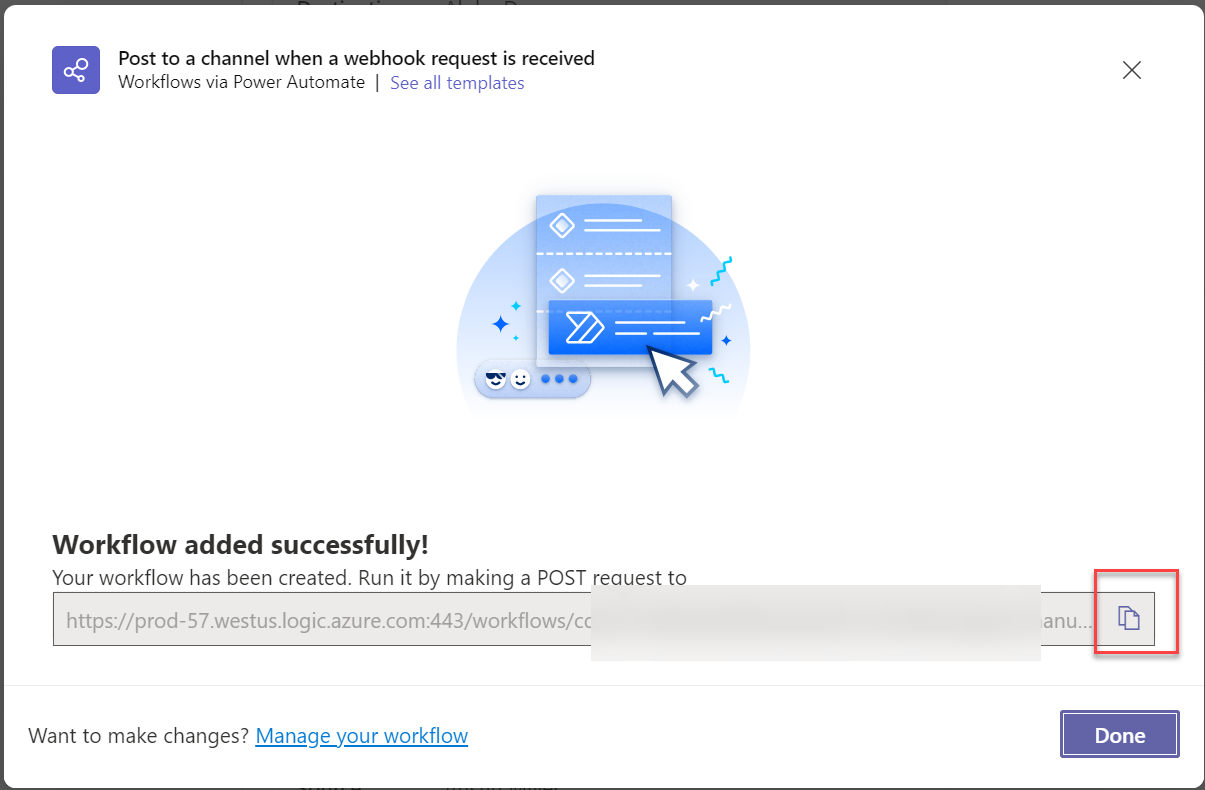 Post to a channel when a webhook request is received
Workflows via Power Automate | See all templates
Workflow added successfully!
Your workflow has been created. Run it by making a POST request to
https://prod-57.westus.logic.azure.com:443/workflows/cc anu...
Want to make changes? Manage your workflow
Done